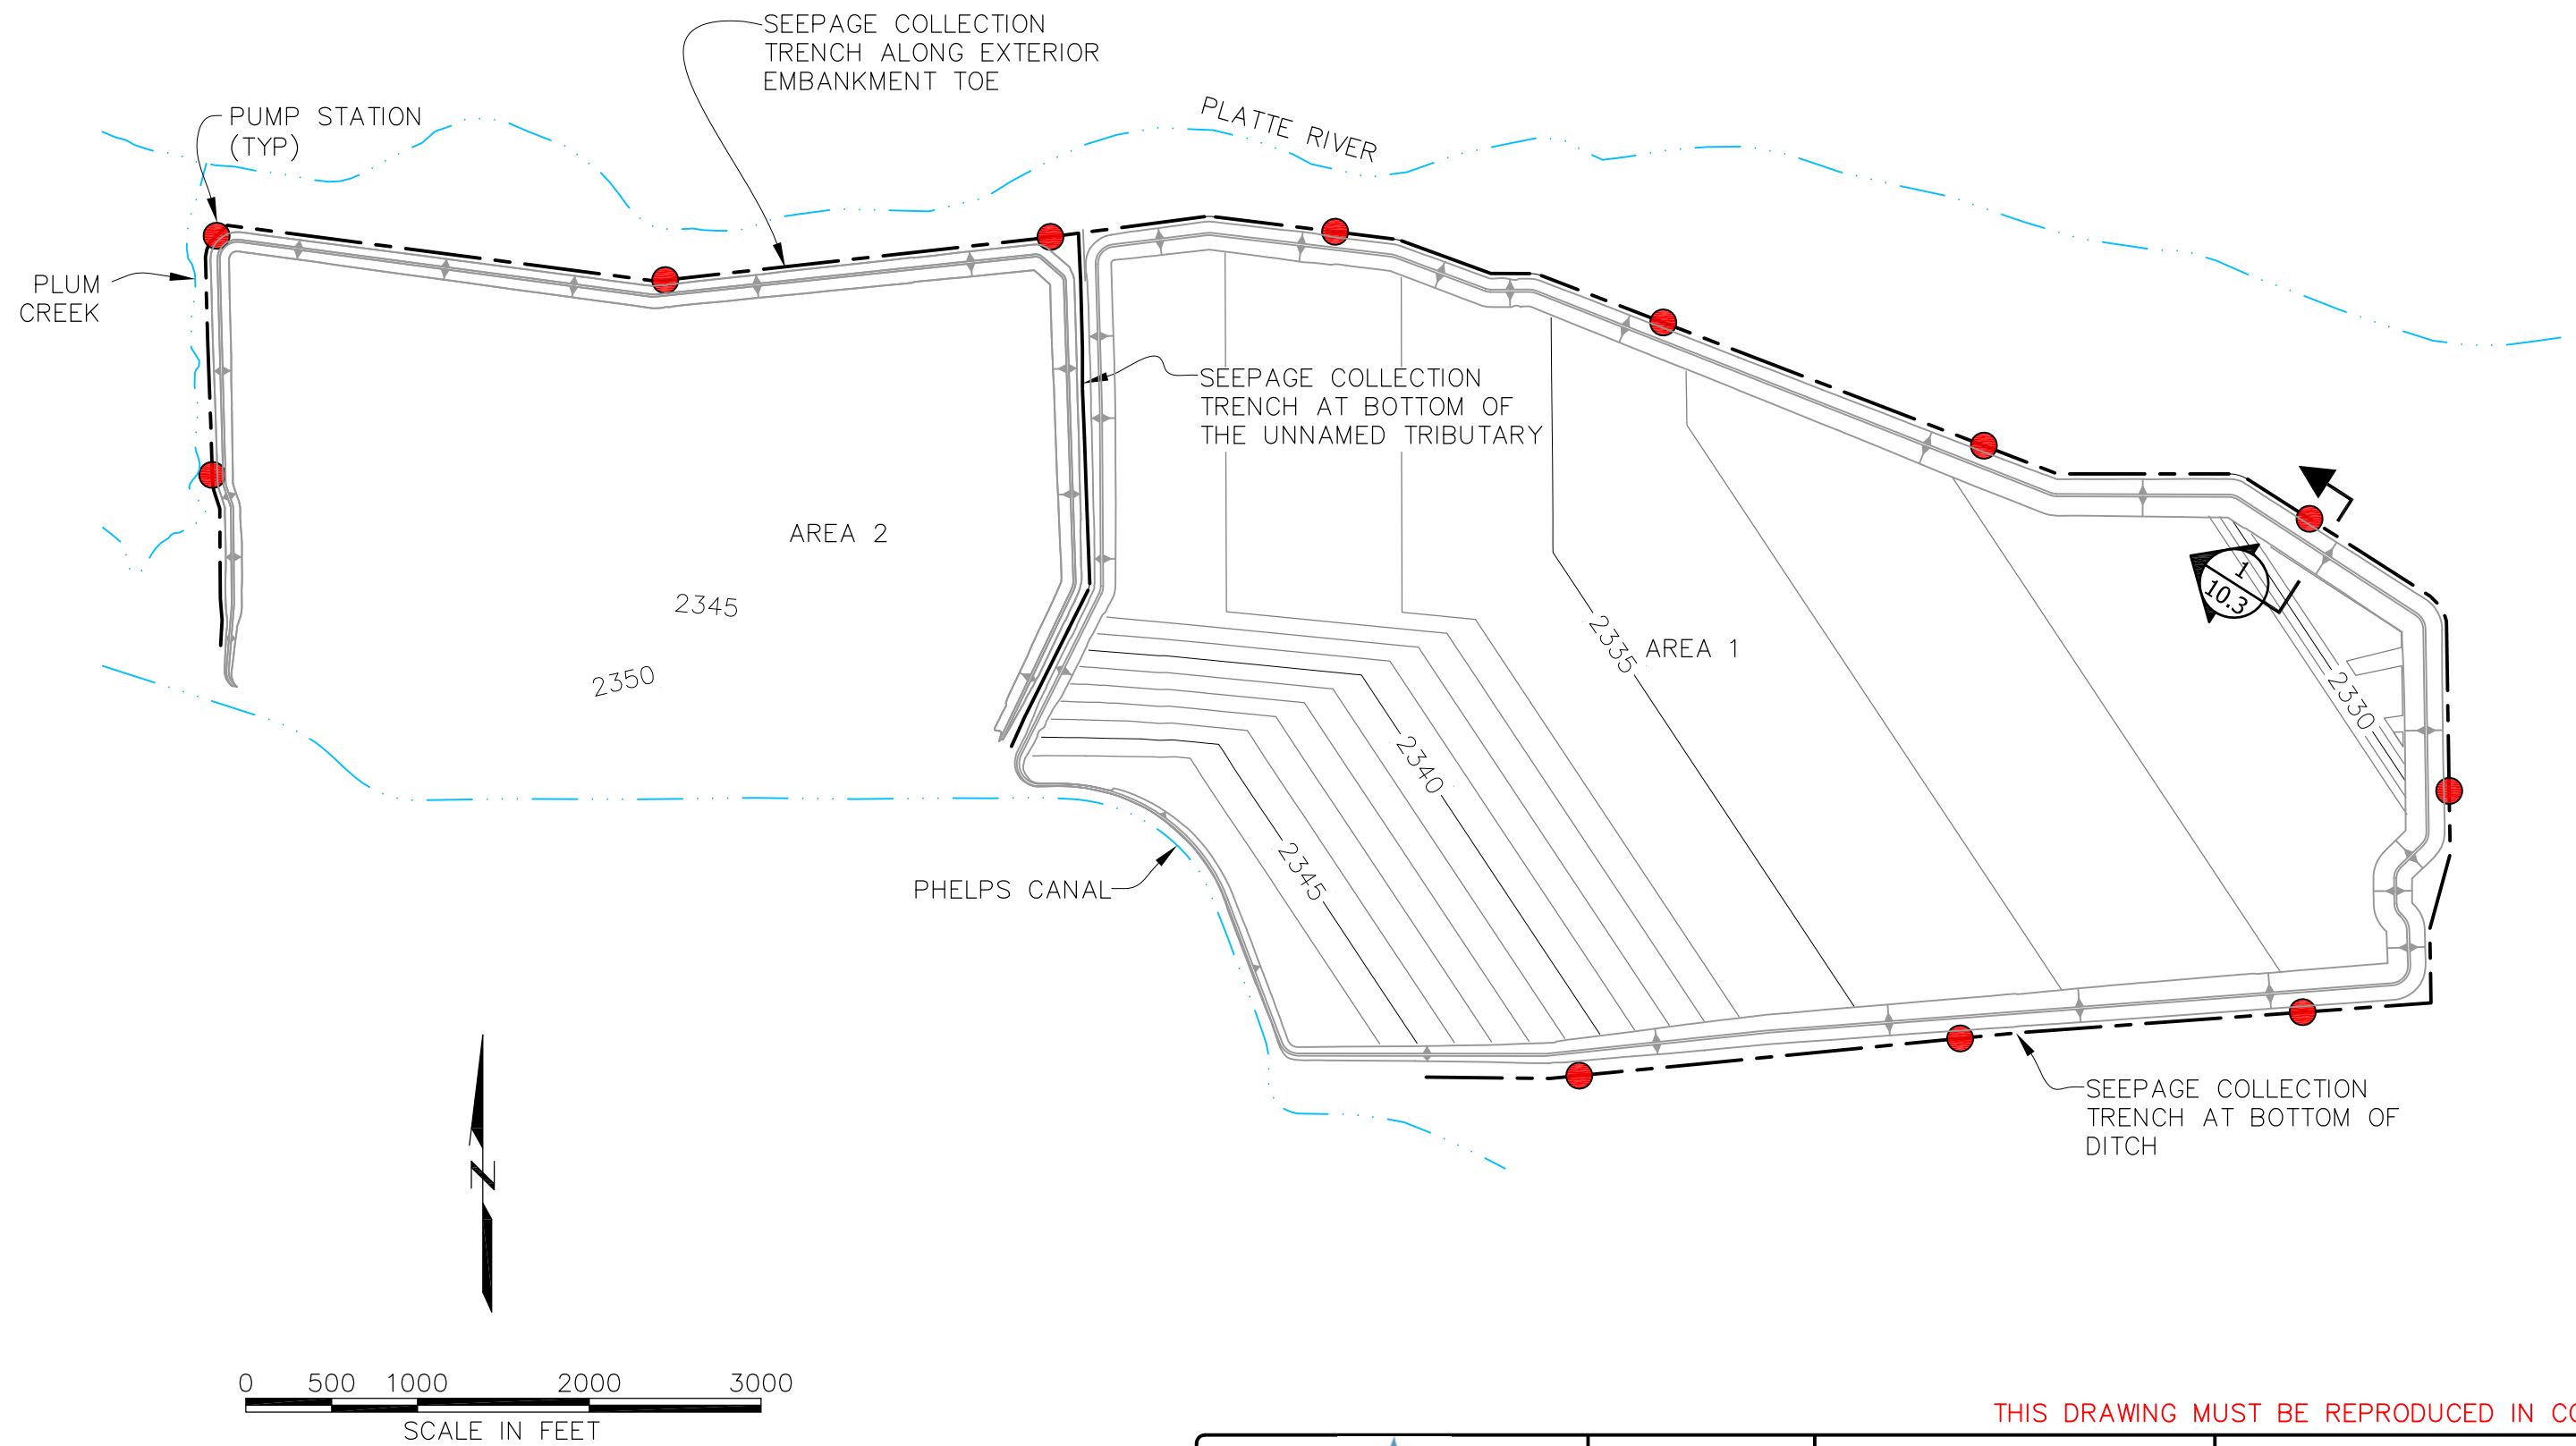 SEEPAGE COLLECTION
TRENCH ALONG EXTERIOR
EMBANKMENT TOE
PUMP STATION
(TYP)
PLATTE RIVER
PLUM
CREEK
SEEPAGE COLLECTION
TRENCH AT BOTTOM OF
THE UNNAMED TRIBUTARY
AREA 2
2345
2350
AREA 1
2335
1
10.3
2330
2340
2345
PHELPS CANAL
SEEPAGE COLLECTION
TRENCH AT BOTTOM OF
DITCH
N
0 500 1000 2000 3000
SCALE IN FEET
THIS DRAWING MUST BE REPRODUCED IN